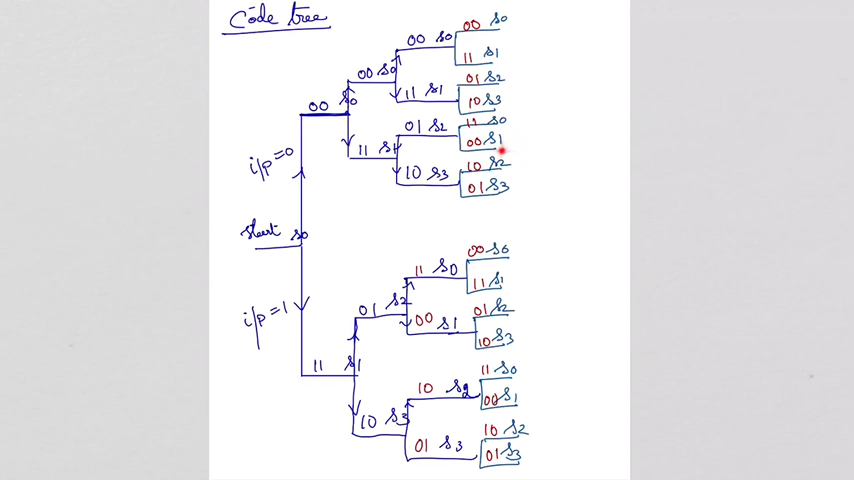 Code tree
00 S0
00 S0
11 S1
00 S0
01 S2
11 S1
10 S3
00 S0
11 S0
i/p=0
01 S2
00 S1
11 S1
10 S2
10 S3
01 S3
start S0
00 S0
11 S0
11 S1
i/p=1
01 S2
01 S2
00 S1
10 S3
11 S1
11 S0
10 S2
00 S1
10 S3
10 S2
01 S3
01 S3